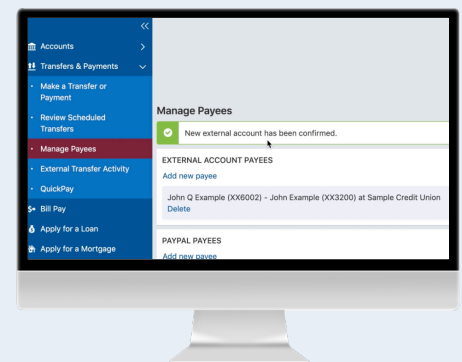 Accounts
Transfers & Payments
Make a Transfer or
Payment
Review Scheduled
Transfers
Manage Payees
External Transfer Activity
QuickPay
Bill Pay
Apply for a Loan
Apply for a Mortgage
Manage Payees
New external account has been confirmed.
EXTERNAL ACCOUNT PAYEES
Add new payee
John Q Example (XX6002) - John Example (XX3200) at Sample Credit Union
Delete
PAYPAL PAYEES
Add new payee